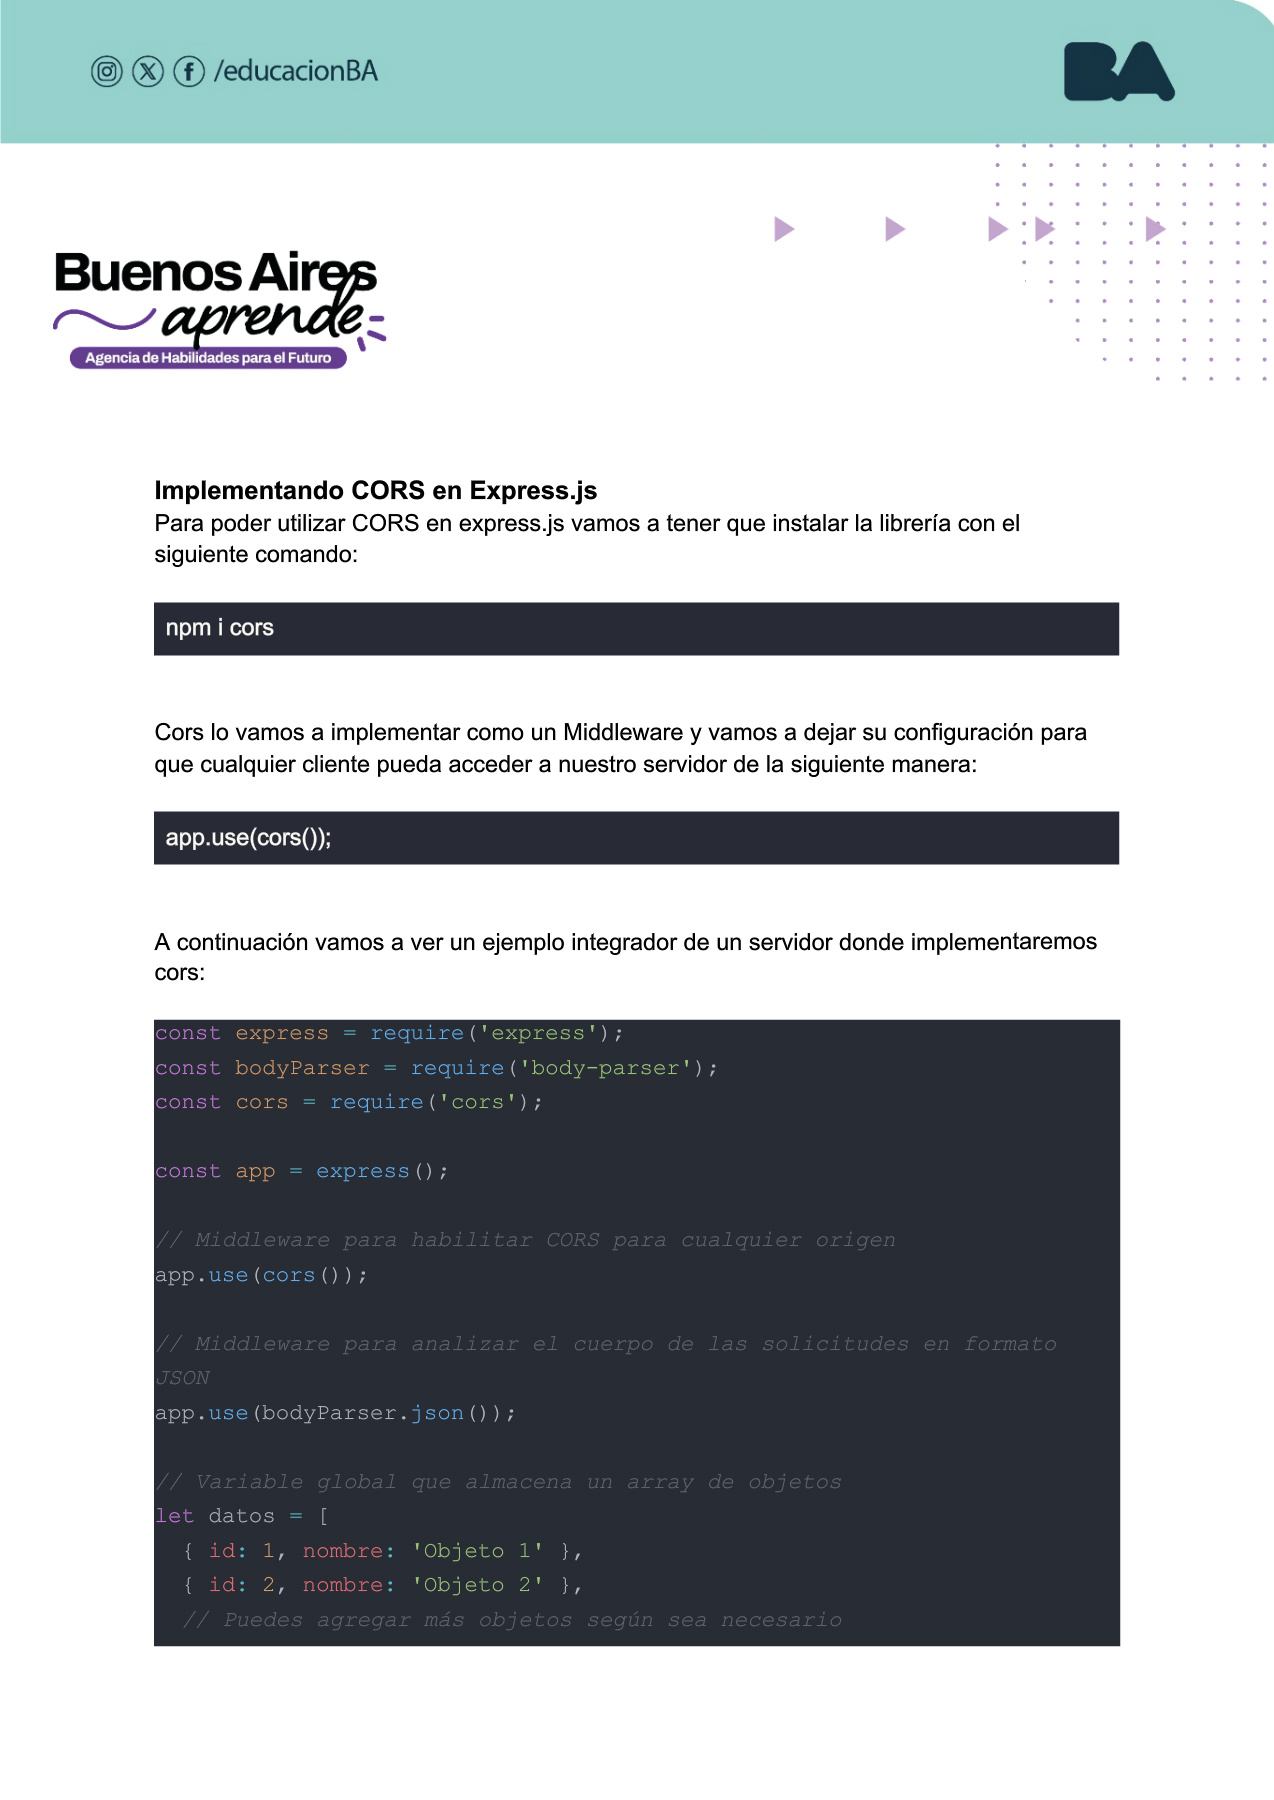 /educacionBA
BA
Buenos Aires
aprende
Agencia de Habilidades para el Futuro
Implementando CORS en Express.js
Para poder utilizar CORS en express.js vamos a tener que instalar la librería con el
siguiente comando:
npm i cors
Cors lo vamos a implementar como un Middleware y vamos a dejar su configuración para
que cualquier cliente pueda acceder a nuestro servidor de la siguiente manera:
app.use(cors());
A continuación vamos a ver un ejemplo integrador de un servidor donde implementaremos
cors:
const express = require('express');
const bodyParser = require('body-parser');
const cors = require('cors');
const app = express();
// Middleware para habilitar CORS para cualquier origen
app.use(cors());
// Middleware para analizar el cuerpo de las solicitudes en formato
JSON
app.use(bodyParser.json());
// Variable global que almacena un array de objetos
let datos = [
  { id: 1, nombre: 'Objeto 1' },
  { id: 2, nombre: 'Objeto 2' },
  // Puedes agregar más objetos según sea necesario